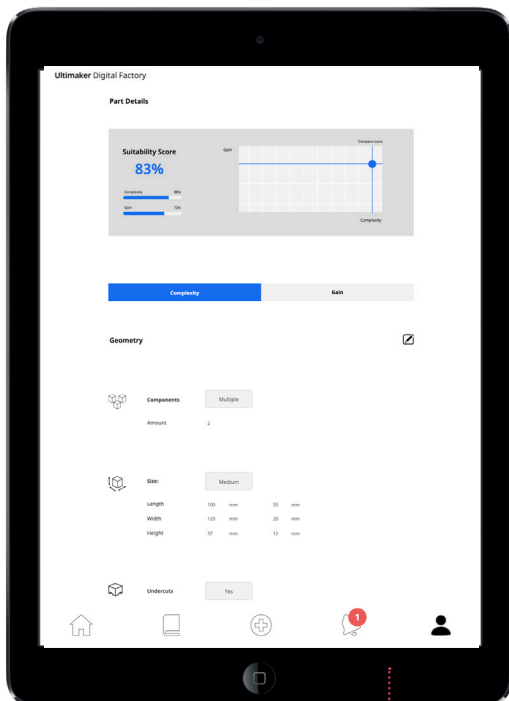 Ultimaker Digital Factory
Part Details
Suitability Score
83%
Complexity 88%
Gain 72%
Compare score
Gain
Complexity
Complexity Gain
Geometry
Components Multiple
Amount 2
Size: Medium
Length 100 mm 55 mm
Width 120 mm 28 mm
Height 37 mm 12 mm
Undercuts Yes
1